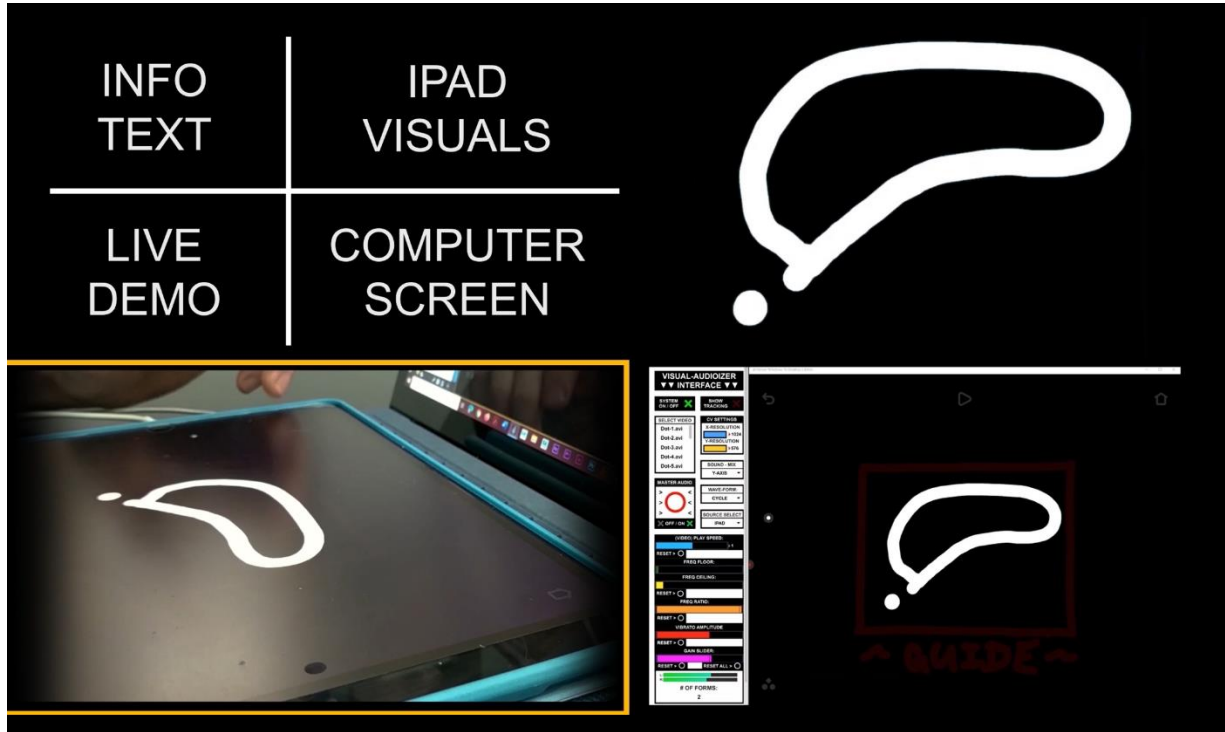 INFO
TEXT
IPAD
VISUALS
LIVE
DEMO
COMPUTER
SCREEN
VISUAL-AUDIOIZER
▼▼ INTERFACE ▼▼
SYSTEM
ON / OFF
SHOW
TRACKING
SELECT VIDEO
Dot-1.avi
Dot-2.avi
Dot-3.avi
Dot-4.avi
Dot-5.avi
CV SETTINGS
X-RESOLUTION
Y-RESOLUTION
SOUND - MIX
Y-AXIS
MASTER AUDIO
OFF / ON
WAVE-FORM
CYCLE
SOURCE SELECT
IPAD
(VIDEO) PLAY SPEED:
RESET >
FREQ FLOOR:
FREQ CEILING:
RESET >
FREQ RATIO:
RESET >
VIBRATO AMPLITUDE
RESET >
GAIN SLIDER:
RESET > RESET ALL >
# OF FORMS:
2
~ GUIDE ~